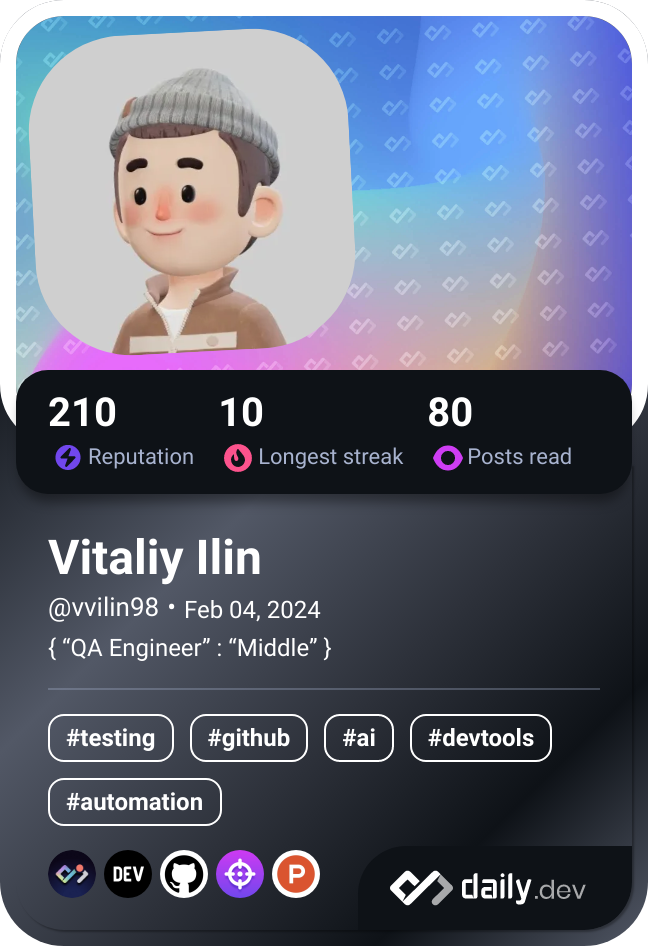 210 10 80
Reputation Longest streak Posts read
Vitaliy Ilin
@vvilin98 • Feb 04, 2024
{ “QA Engineer” : “Middle” }
#testing #github #ai #devtools
#automation
DEV P daily.dev